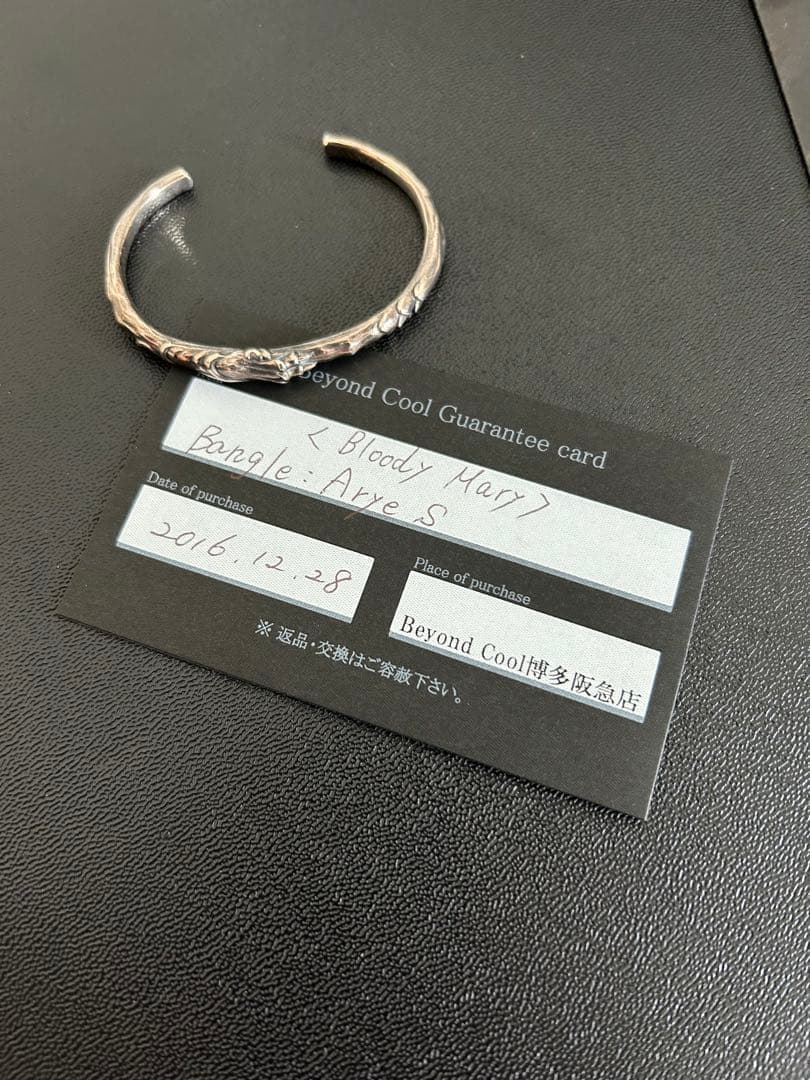 Beyond Cool Guarantee card
< Bloody Mary >
Bangle : Arye S
Date of purchase
2016.12.28
Place of purchase
Beyond Cool博多阪急店
※ 返品・交換はご容赦下さい。